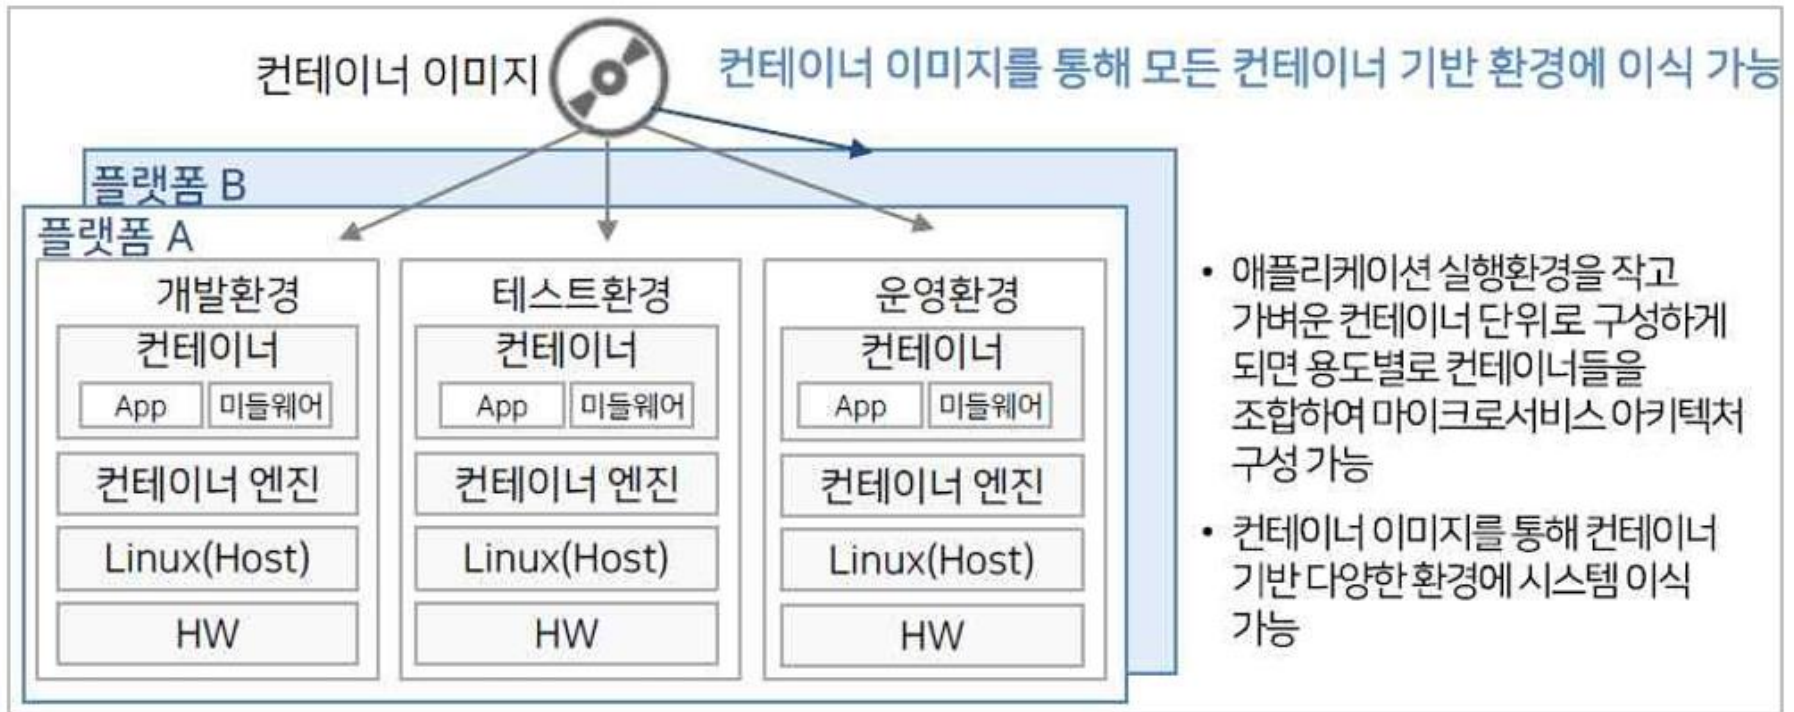 컨테이너 이미지
컨테이너 이미지를 통해 모든 컨테이너 기반 환경에 이식 가능
플랫폼 B
플랫폼 A
개발환경
컨테이너
App 미들웨어
컨테이너 엔진
Linux(Host)
HW
테스트환경
컨테이너
App 미들웨어
컨테이너 엔진
Linux(Host)
HW
운영환경
컨테이너
App 미들웨어
컨테이너 엔진
Linux(Host)
HW
• 애플리케이션 실행환경을 작고
가벼운 컨테이너 단위로 구성하게
되면 용도별로 컨테이너들을
조합하여 마이크로서비스 아키텍처
구성 가능
• 컨테이너 이미지를 통해 컨테이너
기반 다양한 환경에 시스템 이식
가능